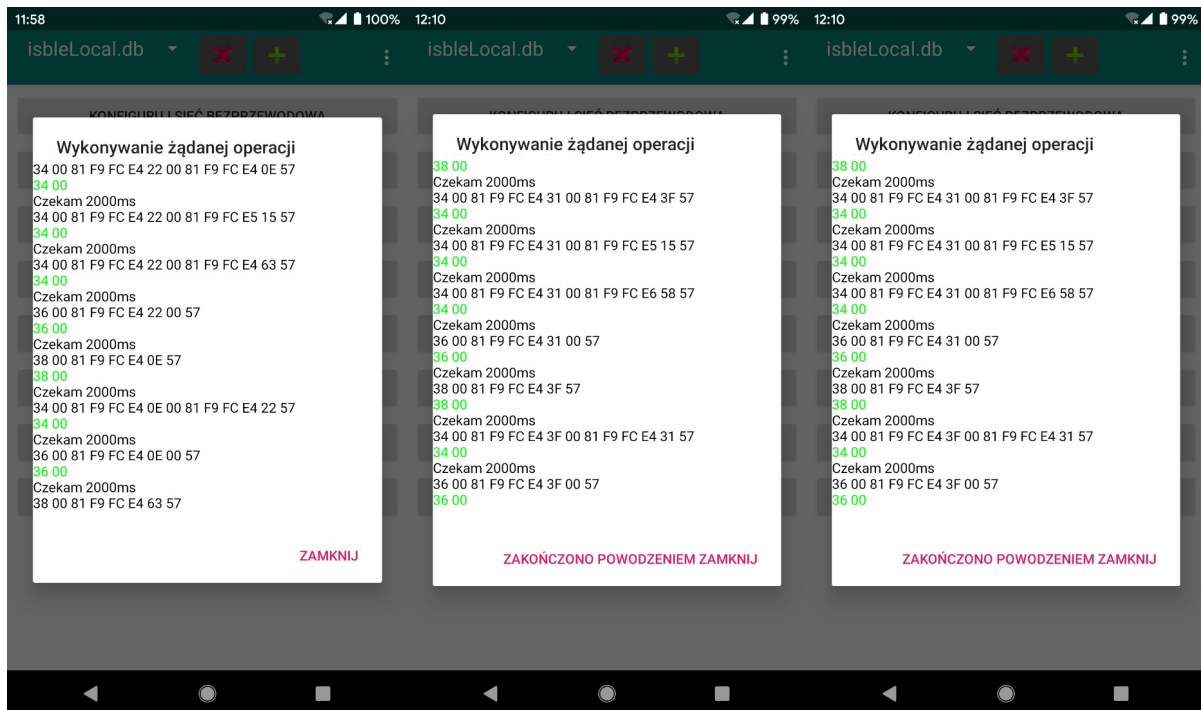 11:58
100%
isbleLocal.db
KONFIGURUJ SIEĆ BEZPRZEWODOWA
Wykonywanie żądanej operacji
34 00 81 F9 FC E4 22 00 81 F9 FC E4 0E 57
34 00
Czekam 2000ms
34 00 81 F9 FC E4 22 00 81 F9 FC E5 15 57
34 00
Czekam 2000ms
34 00 81 F9 FC E4 22 00 81 F9 FC E4 63 57
34 00
Czekam 2000ms
36 00 81 F9 FC E4 22 00 57
36 00
Czekam 2000ms
38 00 81 F9 FC E4 0E 57
38 00
Czekam 2000ms
34 00 81 F9 FC E4 0E 00 81 F9 FC E4 22 57
34 00
Czekam 2000ms
36 00 81 F9 FC E4 0E 00 57
36 00
Czekam 2000ms
38 00 81 F9 FC E4 63 57
ZAMKNIJ
12:10
99%
isbleLocal.db
KONFIGURUJ SIEĆ BEZPRZEWODOWA
Wykonywanie żądanej operacji
38 00
Czekam 2000ms
34 00 81 F9 FC E4 31 00 81 F9 FC E4 3F 57
34 00
Czekam 2000ms
34 00 81 F9 FC E4 31 00 81 F9 FC E5 15 57
34 00
Czekam 2000ms
34 00 81 F9 FC E4 31 00 81 F9 FC E6 58 57
34 00
Czekam 2000ms
36 00 81 F9 FC E4 31 00 57
36 00
Czekam 2000ms
38 00 81 F9 FC E4 3F 57
38 00
Czekam 2000ms
34 00 81 F9 FC E4 3F 00 81 F9 FC E4 31 57
34 00
Czekam 2000ms
36 00 81 F9 FC E4 3F 00 57
36 00
ZAKOŃCZONO POWODZENIEM ZAMKNIJ
12:10
99%
isbleLocal.db
KONFIGURUJ SIEĆ BEZPRZEWODOWA
Wykonywanie żądanej operacji
38 00
Czekam 2000ms
34 00 81 F9 FC E4 31 00 81 F9 FC E4 3F 57
34 00
Czekam 2000ms
34 00 81 F9 FC E4 31 00 81 F9 FC E5 15 57
34 00
Czekam 2000ms
34 00 81 F9 FC E4 31 00 81 F9 FC E6 58 57
34 00
Czekam 2000ms
36 00 81 F9 FC E4 31 00 57
36 00
Czekam 2000ms
38 00 81 F9 FC E4 3F 57
38 00
Czekam 2000ms
34 00 81 F9 FC E4 3F 00 81 F9 FC E4 31 57
34 00
Czekam 2000ms
36 00 81 F9 FC E4 3F 00 57
36 00
ZAKOŃCZONO POWODZENIEM ZAMKNIJ